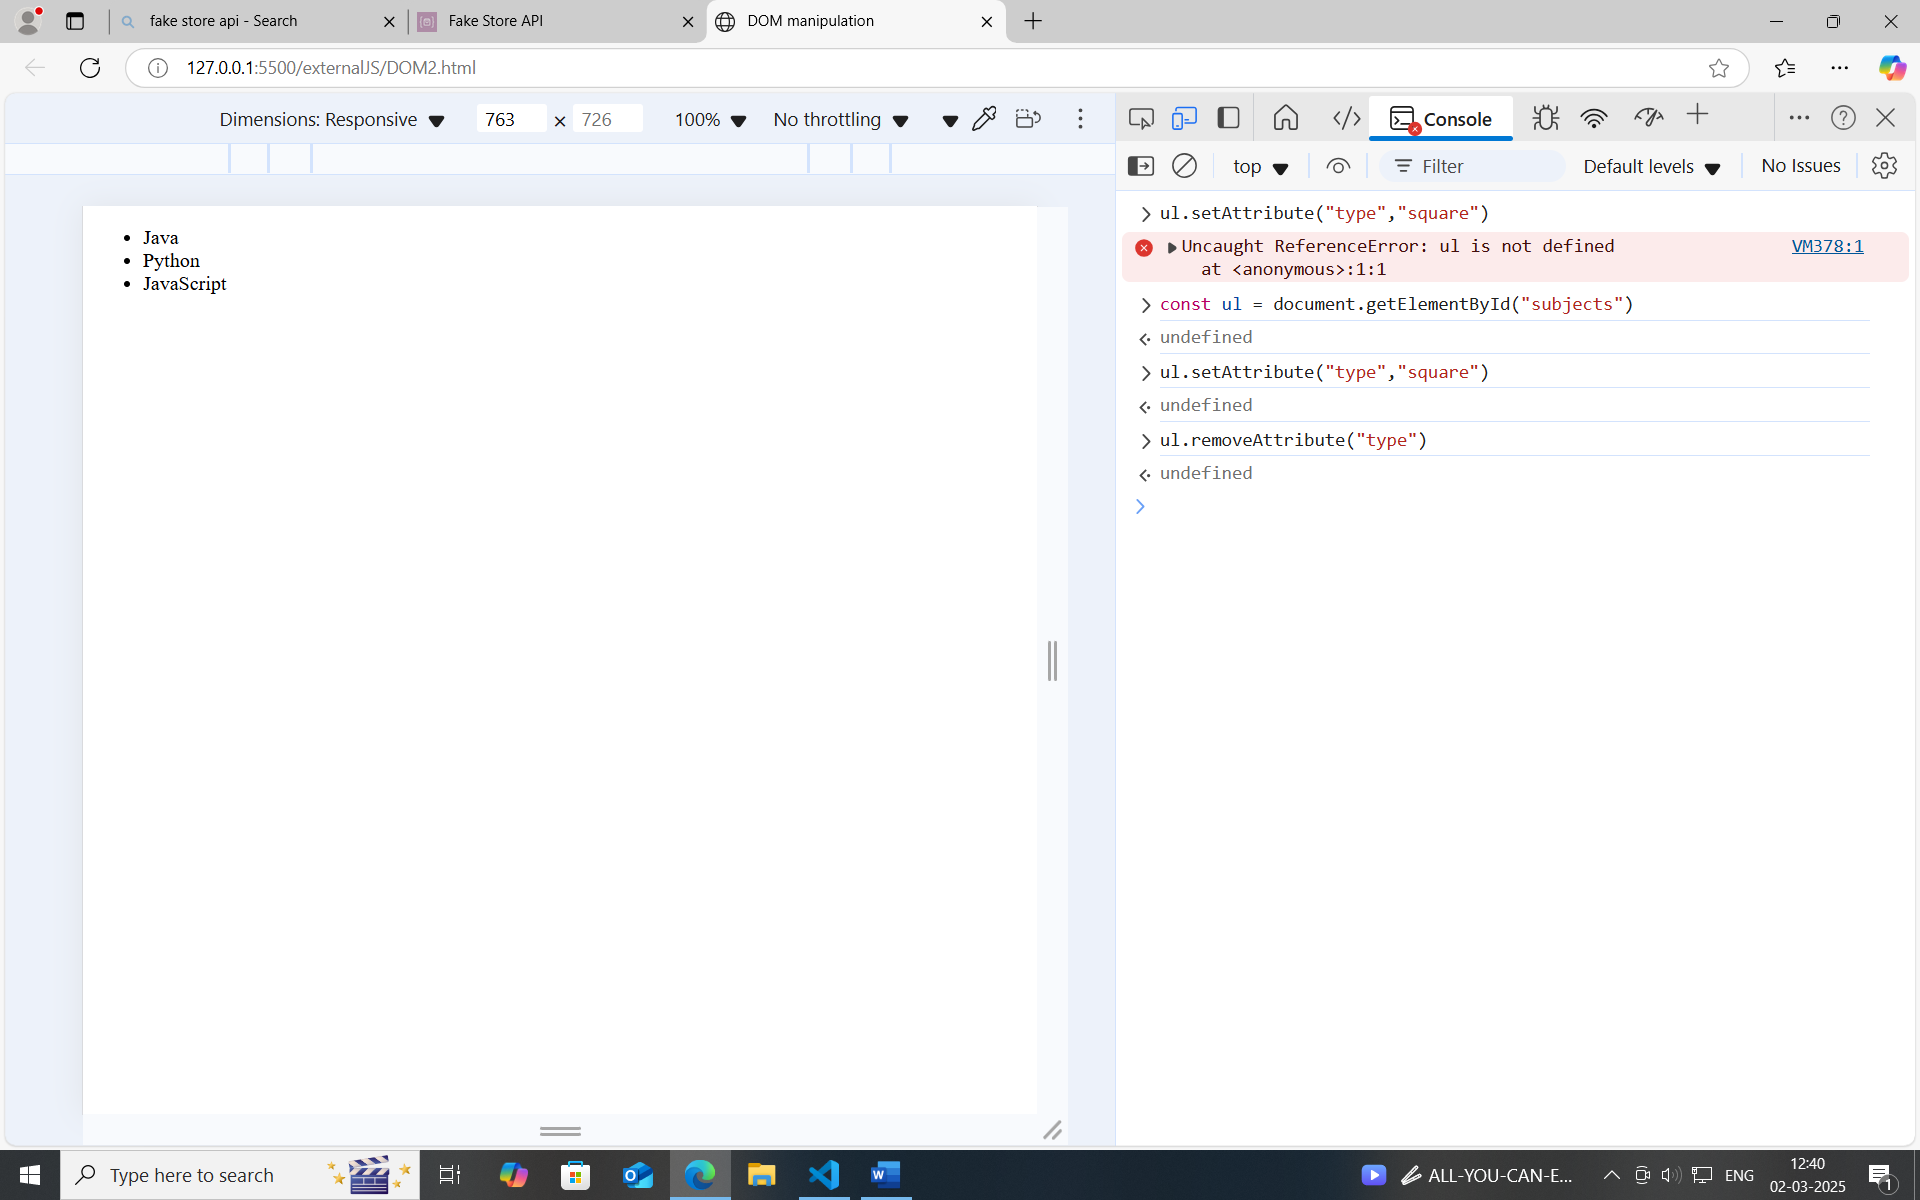 fake store api - Search
Fake Store API
DOM manipulation
127.0.0.1:5500/externalJS/DOM2.html
Dimensions: Responsive
763 × 726
100%
No throttling
Console
top
Filter
Default levels
No Issues
Java
Python
JavaScript
ul.setAttribute("type","square")
Uncaught ReferenceError: ul is not defined
VM378:1
at <anonymous>:1:1
const ul = document.getElementById("subjects")
undefined
ul.setAttribute("type","square")
undefined
ul.removeAttribute("type")
undefined
Type here to search
ALL-YOU-CAN-E...
ENG
12:40
02-03-2025
1